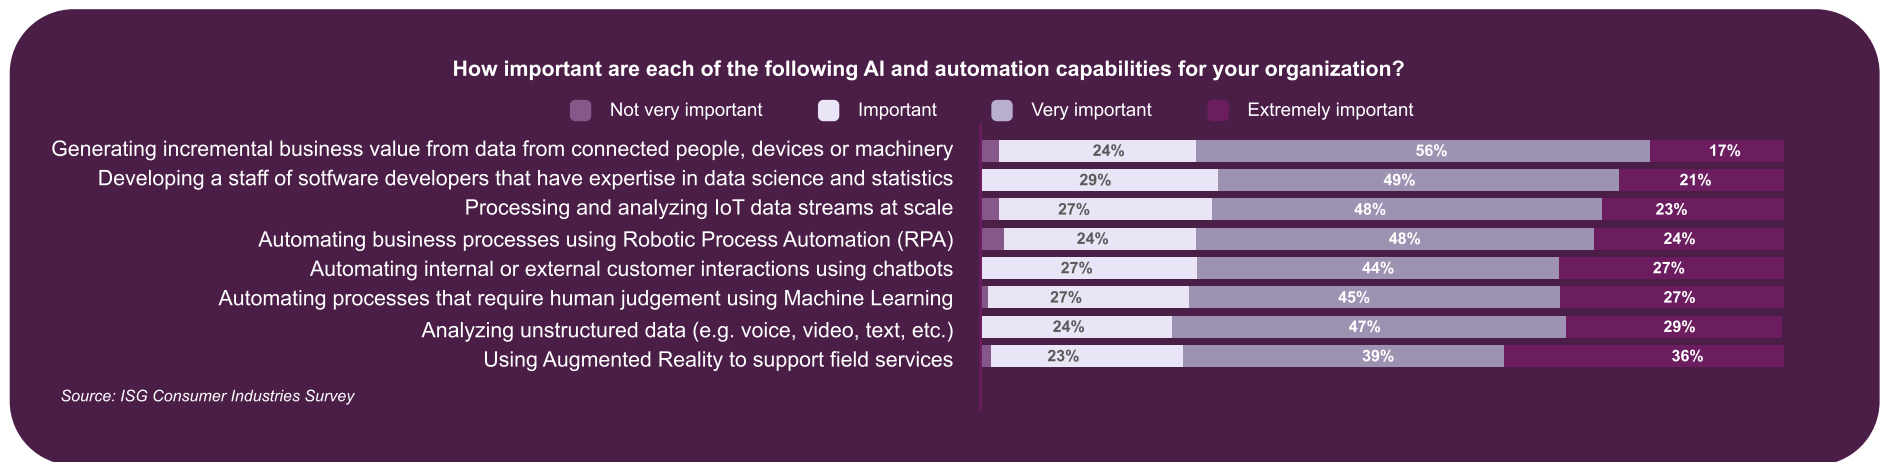 How important are each of the following AI and automation capabilities for your organization?
Not very important Important Very important Extremely important
Generating incremental business value from data from connected people, devices or machinery 24% 56% 17%
Developing a staff of sotfware developers that have expertise in data science and statistics 29% 49% 21%
Processing and analyzing IoT data streams at scale 27% 48% 23%
Automating business processes using Robotic Process Automation (RPA) 24% 48% 24%
Automating internal or external customer interactions using chatbots 27% 44% 27%
Automating processes that require human judgement using Machine Learning 27% 45% 27%
Analyzing unstructured data (e.g. voice, video, text, etc.) 24% 47% 29%
Using Augmented Reality to support field services 23% 39% 36%
Source: ISG Consumer Industries Survey